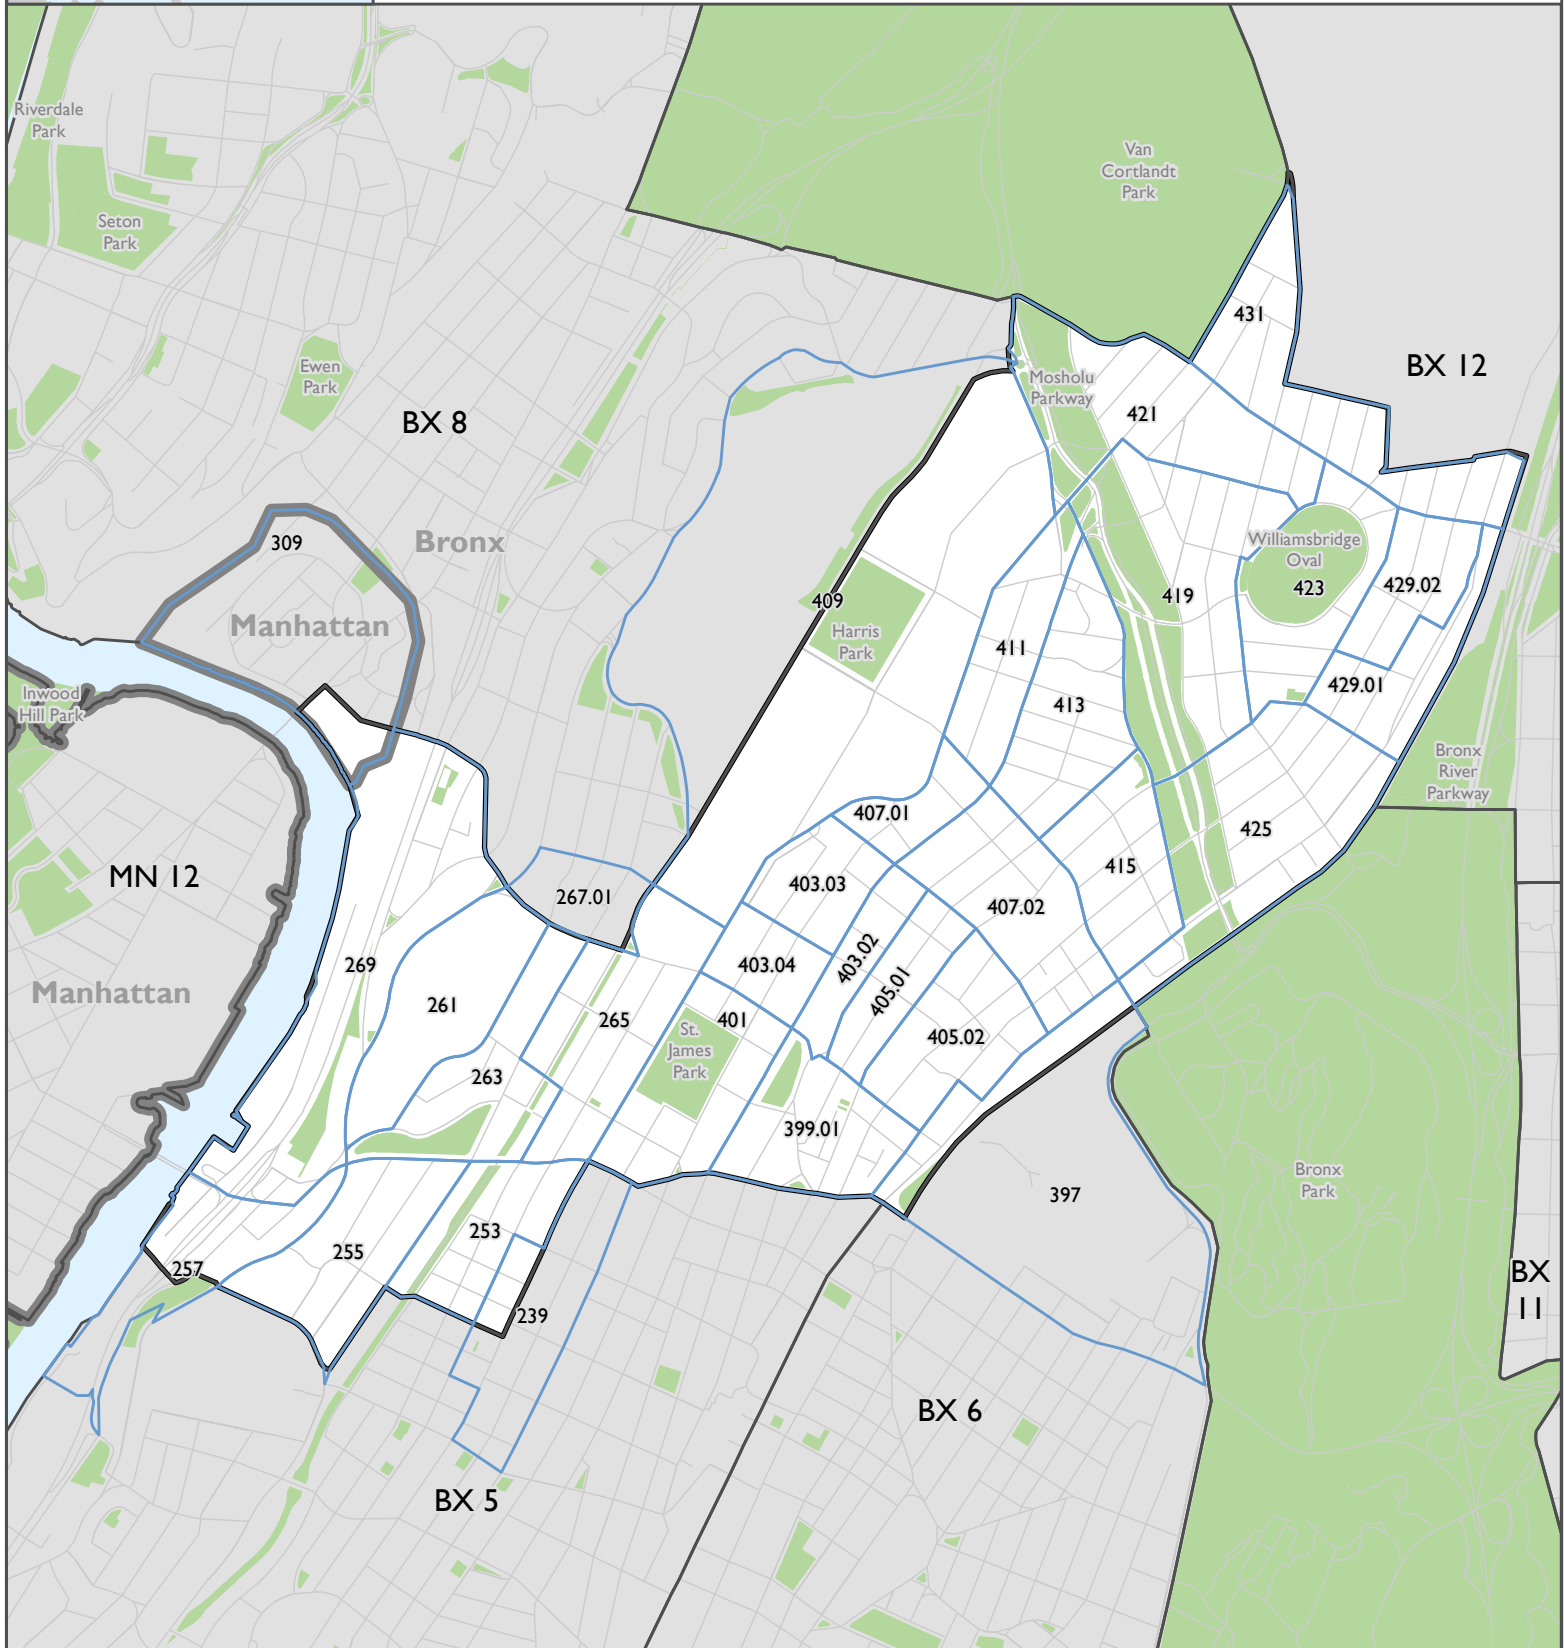 Riverdale
Park
Van
Cortlandt
Park
Seton
Park
431
BX 12
Ewen
Park
Mosholu
Parkway
421
BX 8
Bronx
309
Williamsbridge
Oval
423
429.02
419
409
Manhattan
Harris
Park
411
429.01
413
Inwood
Hill Park
Bronx
River
Parkway
407.01
425
415
MN 12
403.03
267.01
407.02
403.02
403.04
269
405.01
Manhattan
261
265
401
St.
James
Park
405.02
263
399.01
Bronx
Park
397
253
255
257
BX
11
239
BX 6
BX 5